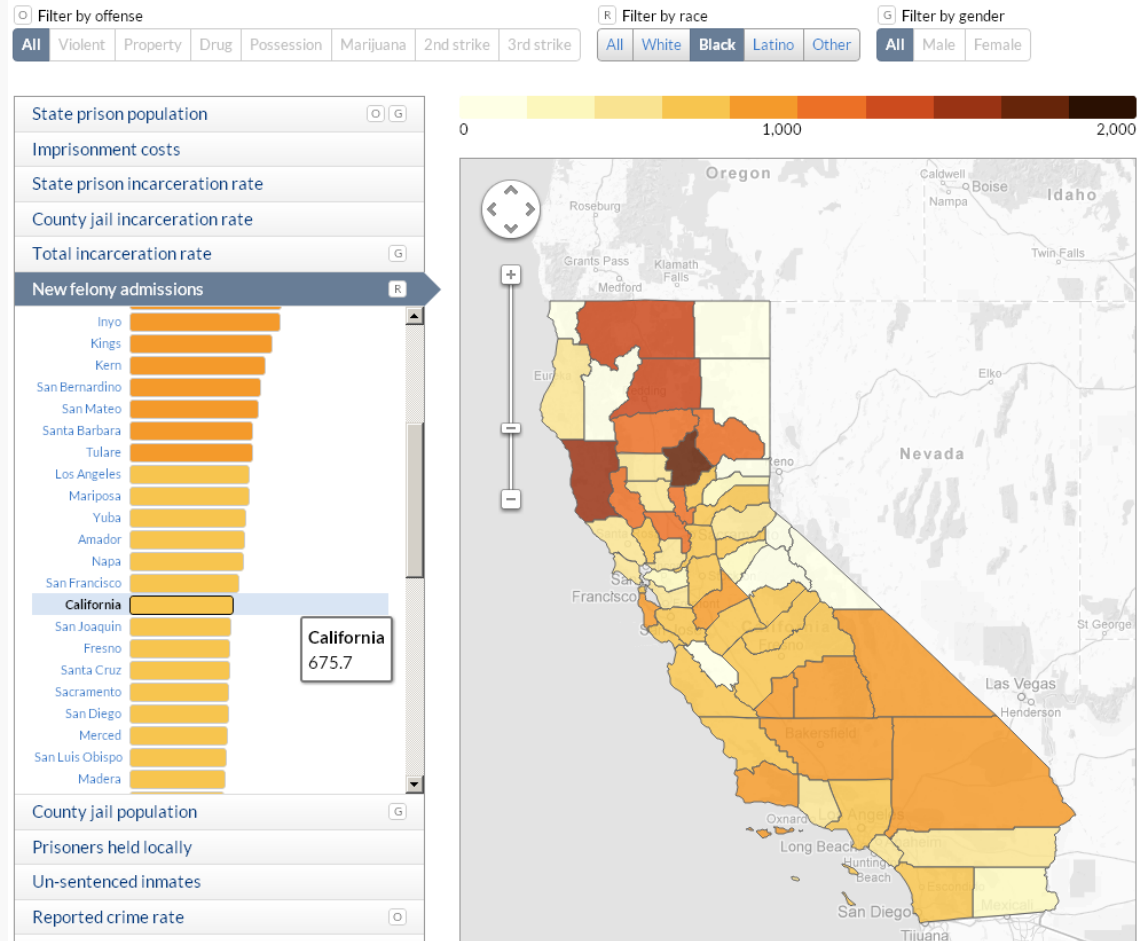 O Filter by offense
All Violent Property Drug Possession Marijuana 2nd strike 3rd strike
R Filter by race
All White Black Latino Other
G Filter by gender
All Male Female
State prison population O G
Imprisonment costs
State prison incarceration rate
County jail incarceration rate
Total incarceration rate G
New felony admissions R
Inyo
Kings
Kern
San Bernardino
San Mateo
Santa Barbara
Tulare
Los Angeles
Mariposa
Yuba
Amador
Napa
San Francisco
California
San Joaquin
Fresno
Santa Cruz
Sacramento
San Diego
Merced
San Luis Obispo
Madera
California
675.7
County jail population G
Prisoners held locally
Un-sentenced inmates
Reported crime rate O
0 1,000 2,000
Oregon
Caldwell
Boise
Nampa
Idaho
Roseburg
Grants Pass
Klamath
Falls
Medford
Twin Falls
Elko
Nevada
San
Francisco
California
Fresno
St George
Las Vegas
Henderson
Bakersfield
Oxnard
Los Angeles
Long Beach
Anaheim
Huntington
Beach
Escondido
San Diego
Mexicali
Tijuana